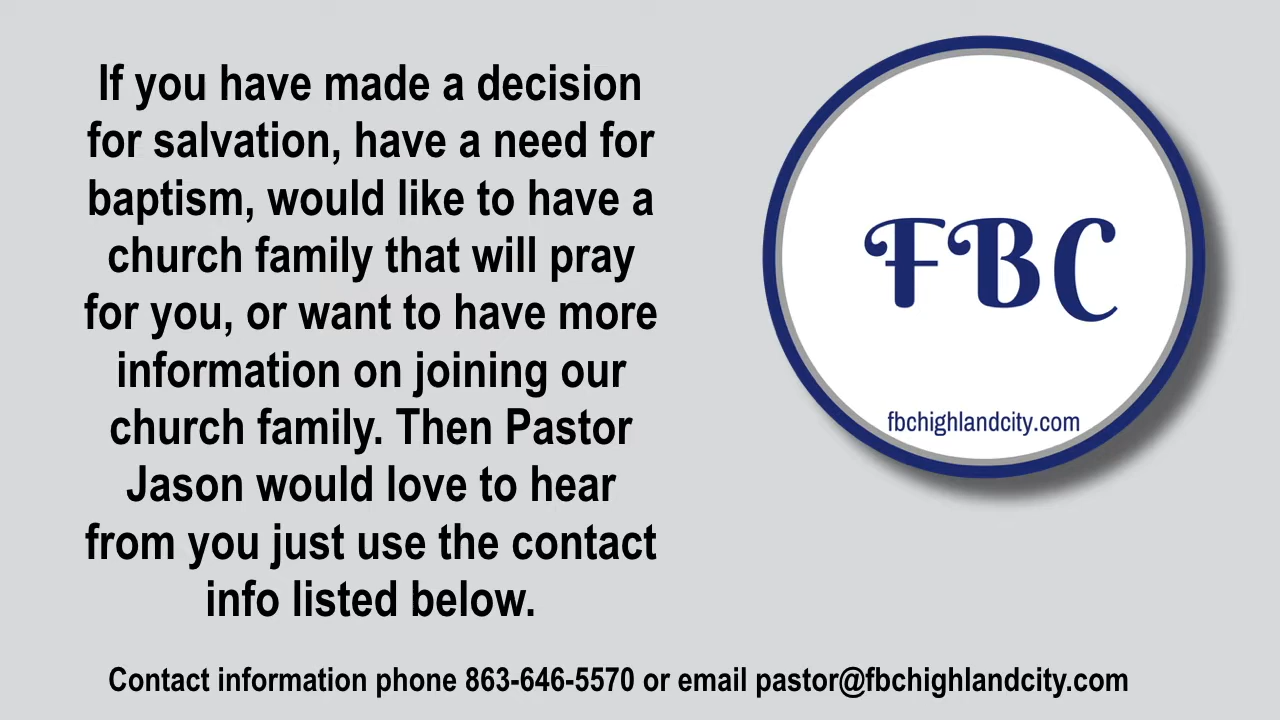 If you have made a decision
for salvation, have a need for
baptism, would like to have a
church family that will pray
for you, or want to have more
information on joining our
church family. Then Pastor
Jason would love to hear
from you just use the contact
info listed below.
FBC
fbchighlandcity.com
Contact information phone 863-646-5570 or email pastor@fbchighlandcity.com